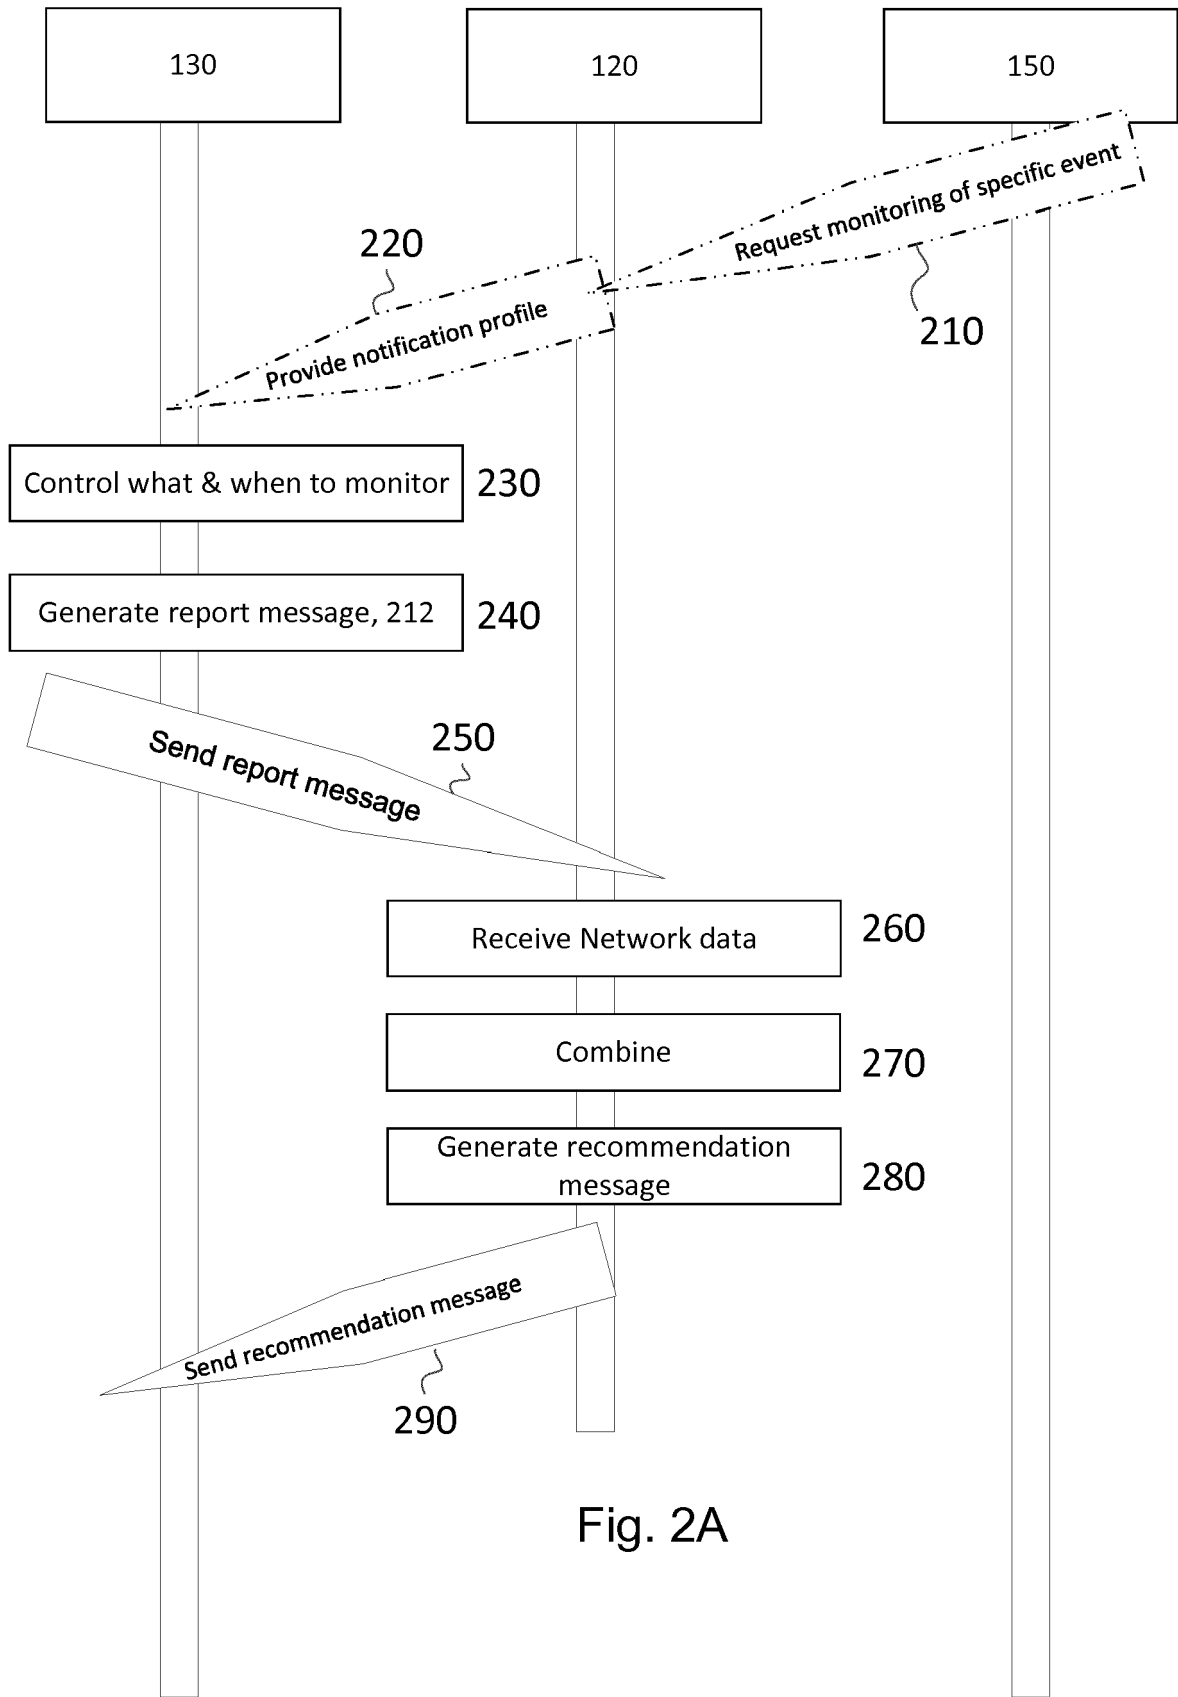 130
120
150
Request monitoring of specific event
210
220
Provide notification profile
Control what & when to monitor
230
Generate report message, 212
240
250
Send report message
Receive Network data
260
Combine
270
Generate recommendation
message
280
Send recommendation message
290
Fig. 2A